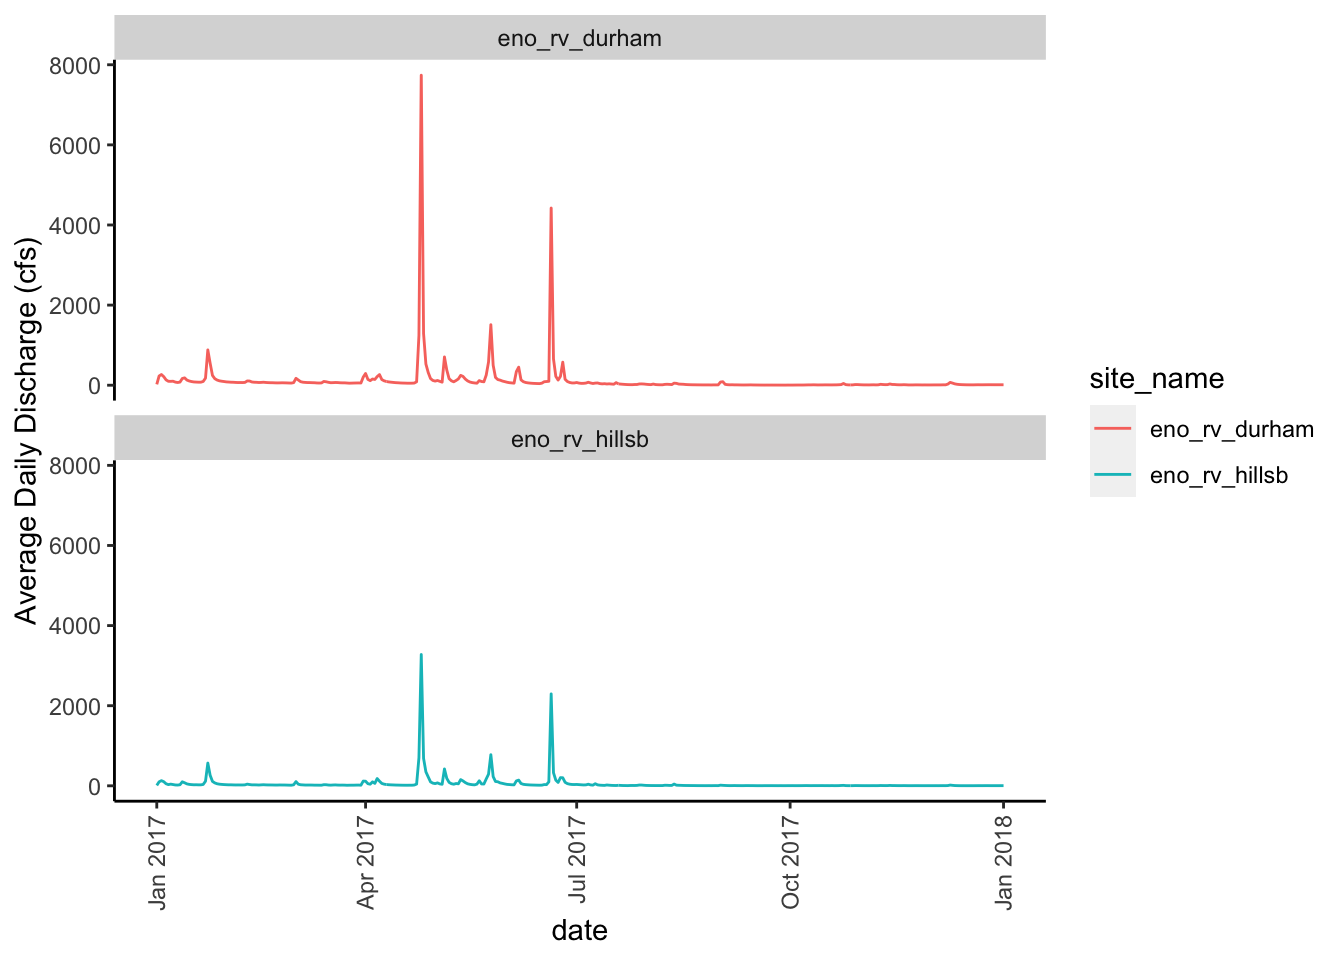 eno_rv_durham
8000
6000
4000
2000
0
eno_rv_hillsb
8000
6000
4000
2000
0
Average Daily Discharge (cfs)
Jan 2017
Apr 2017
Jul 2017
Oct 2017
Jan 2018
date
site_name
eno_rv_durham
eno_rv_hillsb